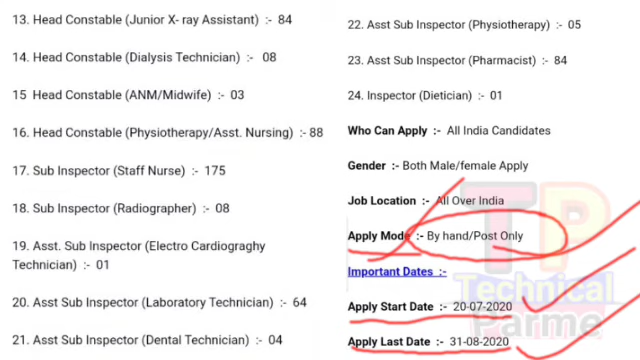 13. Head Constable (Junior X- ray Assistant) :- 84
14. Head Constable (Dialysis Technician) :- 08
15 Head Constable (ANM/Midwife) :- 03
16. Head Constable (Physiotherapy/Asst. Nursing) :- 88
17. Sub Inspector (Staff Nurse) :- 175
18. Sub Inspector (Radiographer) :- 08
19. Asst. Sub Inspector (Electro Cardiograghy
Technician) :- 01
20. Asst Sub Inspector (Laboratory Technician) :- 64
21. Asst Sub Inspector (Dental Technician) :- 04
22. Asst Sub Inspector (Physiotherapy) :- 05
23. Asst Sub Inspector (Pharmacist) :- 84
24. Inspector (Dietician) :- 01
Who Can Apply :- All India Candidates
Gender :- Both Male/female Apply
Job Location :- All Over India
Apply Mode :- By hand/Post Only
Important Dates :-
Apply Start Date :- 20-07-2020
Apply Last Date :- 31-08-2020
TP
Technical
Parme